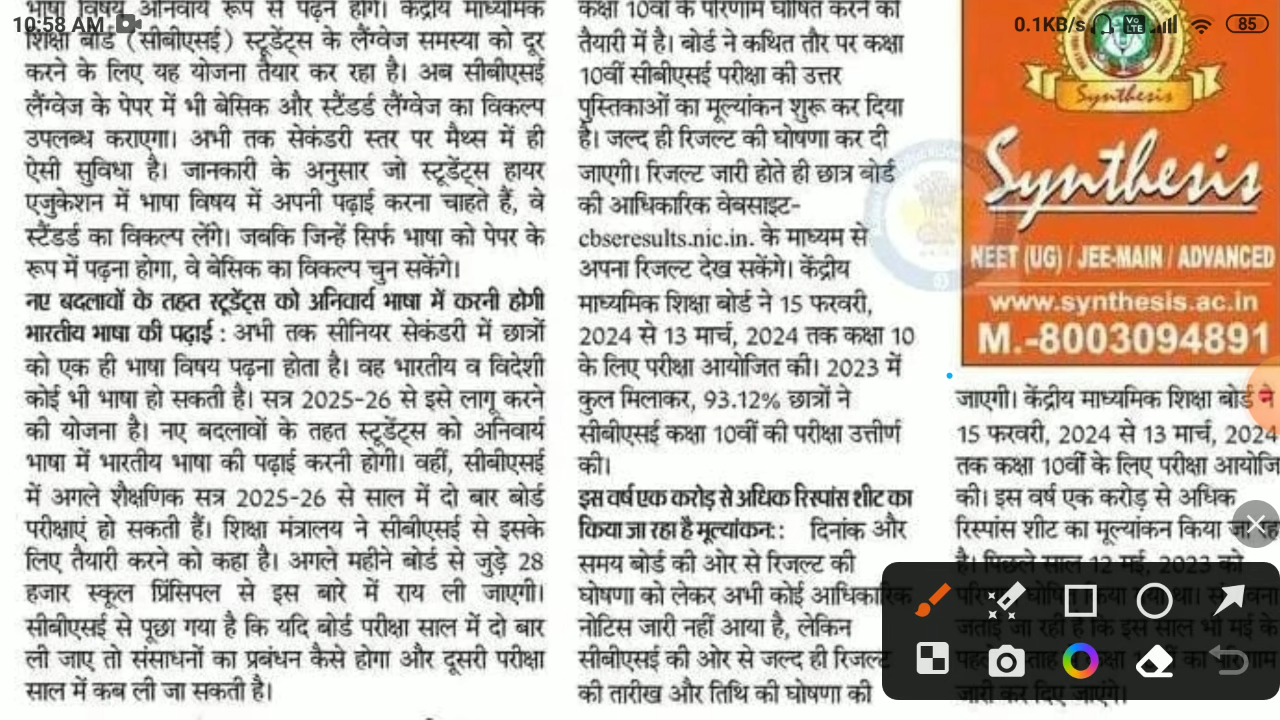 10:58 AM
0.1KB/s
Vo LTE
85
भाषा विषय अनिवार्य रूप से पढ़ने होंगे। केंद्रीय माध्यमिक
शिक्षा बोर्ड (सीबीएसई) स्टूडेंट्स के लैंग्वेज समस्या को दूर
करने के लिए यह योजना तैयार कर रहा है। अब सीबीएसई
लैंग्वेज के पेपर में भी बेसिक और स्टैंडर्ड लैंग्वेज का विकल्प
उपलब्ध कराएगा। अभी तक सेकंडरी स्तर पर मैथ्स में ही
ऐसी सुविधा है। जानकारी के अनुसार जो स्टूडेंट्स हायर
एजुकेशन में भाषा विषय में अपनी पढ़ाई करना चाहते हैं, वे
स्टैंडर्ड का विकल्प लेंगे। जबकि जिन्हें सिर्फ भाषा को पेपर के
रूप में पढ़ना होगा, वे बेसिक का विकल्प चुन सकेंगे।
नए बदलावों के तहत स्टूडेंट्स को अनिवार्य भाषा में करनी होगी
भारतीय भाषा की पढ़ाई : अभी तक सीनियर सेकंडरी में छात्रों
को एक ही भाषा विषय पढ़ना होता है। वह भारतीय व विदेशी
कोई भी भाषा हो सकती है। सत्र 2025-26 से इसे लागू करने
की योजना है। नए बदलावों के तहत स्टूडेंट्स को अनिवार्य
भाषा में भारतीय भाषा की पढ़ाई करनी होगी। वहीं, सीबीएसई
में अगले शैक्षणिक सत्र 2025-26 से साल में दो बार बोर्ड
परीक्षाएं हो सकती हैं। शिक्षा मंत्रालय ने सीबीएसई से इसके
लिए तैयारी करने को कहा है। अगले महीने बोर्ड से जुड़े 28
हजार स्कूल प्रिंसिपल से इस बारे में राय ली जाएगी।
सीबीएसई से पूछा गया है कि यदि बोर्ड परीक्षा साल में दो बार
ली जाए तो संसाधनों का प्रबंधन कैसे होगा और दूसरी परीक्षा
साल में कब ली जा सकती है।
कक्षा 10वीं के परिणाम घोषित करने की
तैयारी में है। बोर्ड ने कथित तौर पर कक्षा
10वीं सीबीएसई परीक्षा की उत्तर
पुस्तिकाओं का मूल्यांकन शुरू कर दिया
है। जल्द ही रिजल्ट की घोषणा कर दी
जाएगी। रिजल्ट जारी होते ही छात्र बोर्ड
की आधिकारिक वेबसाइट-
cbseresults.nic.in. के माध्यम से
अपना रिजल्ट देख सकेंगे। केंद्रीय
माध्यमिक शिक्षा बोर्ड ने 15 फरवरी,
2024 से 13 मार्च, 2024 तक कक्षा 10
के लिए परीक्षा आयोजित की। 2023 में
कुल मिलाकर, 93.12% छात्रों ने
सीबीएसई कक्षा 10वीं की परीक्षा उत्तीर्ण
की।
इस वर्ष एक करोड़ से अधिक रिस्पांस शीट का
किया जा रहा है मूल्यांकन:: दिनांक और
समय बोर्ड की ओर से रिजल्ट की
घोषणा को लेकर अभी कोई आधिकारिक
नोटिस जारी नहीं आया है, लेकिन
सीबीएसई की ओर से जल्द ही रिजल्ट
की तारीख और तिथि की घोषणा की
Synthesis
Synthesis
NEET (UG) / JEE-MAIN / ADVANCED
www.synthesis.ac.in
M.-8003094891
जाएगी। केंद्रीय माध्यमिक शिक्षा बोर्ड ने
15 फरवरी, 2024 से 13 मार्च, 2024
तक कक्षा 10वीं के लिए परीक्षा आयोजि
की। इस वर्ष एक करोड़ से अधिक
रिस्पांस शीट का मूल्यांकन किया जा रह
है। पिछले साल 12 मई, 2023 को
जताई जा रही है कि इस साल भी मई के
जारी कर दिए जाएंगे।